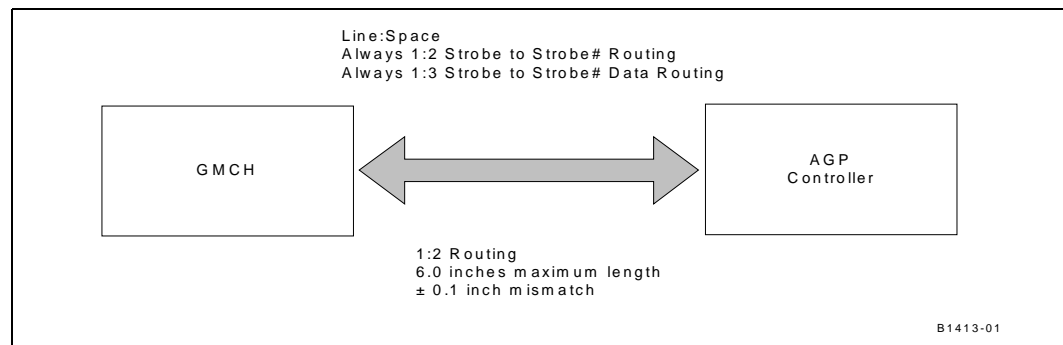 Line:Space
Always 1:2 Strobe to Strobe# Routing
Always 1:3 Strobe to Strobe# Data Routing
GMCH
AGP
Controller
1:2 Routing
6.0 inches maximum length
± 0.1 inch mismatch
B1413-01